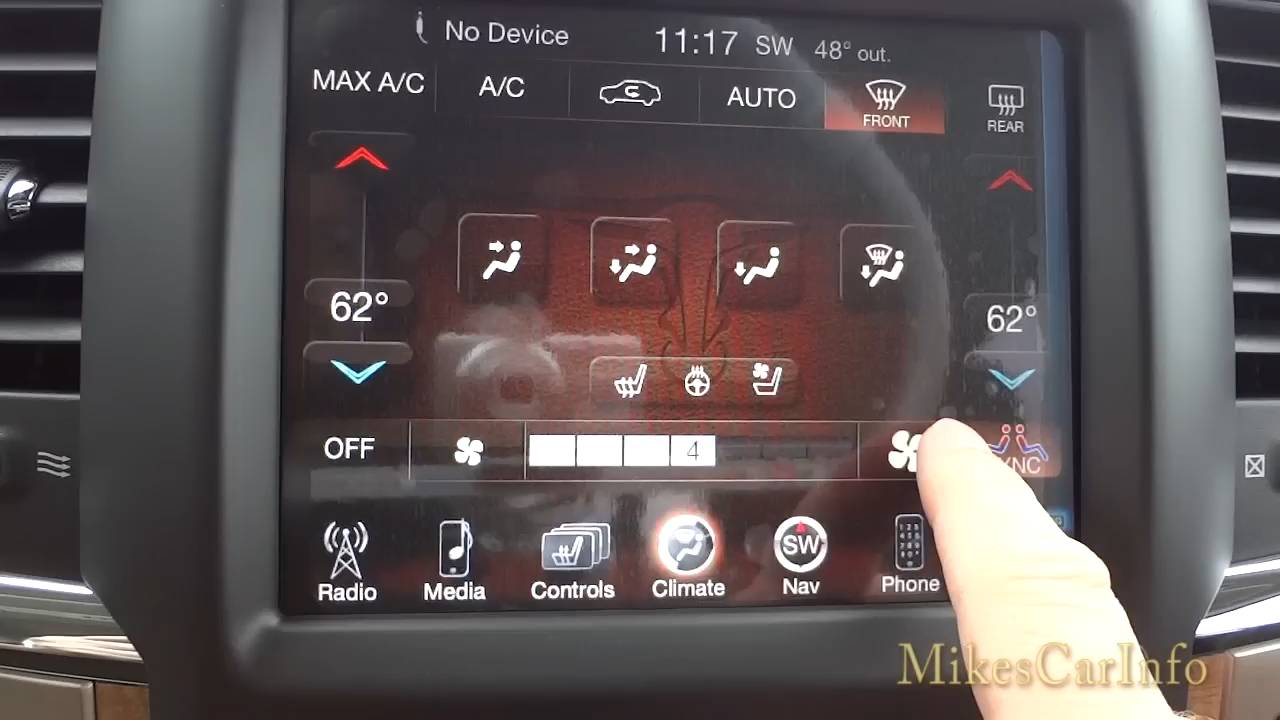 No Device 11:17 SW 48° out.
MAX A/C A/C AUTO FRONT REAR
62° 62°
OFF 4 SYNC
Radio Media Controls Climate SW Nav Phone
MikesCarInfo